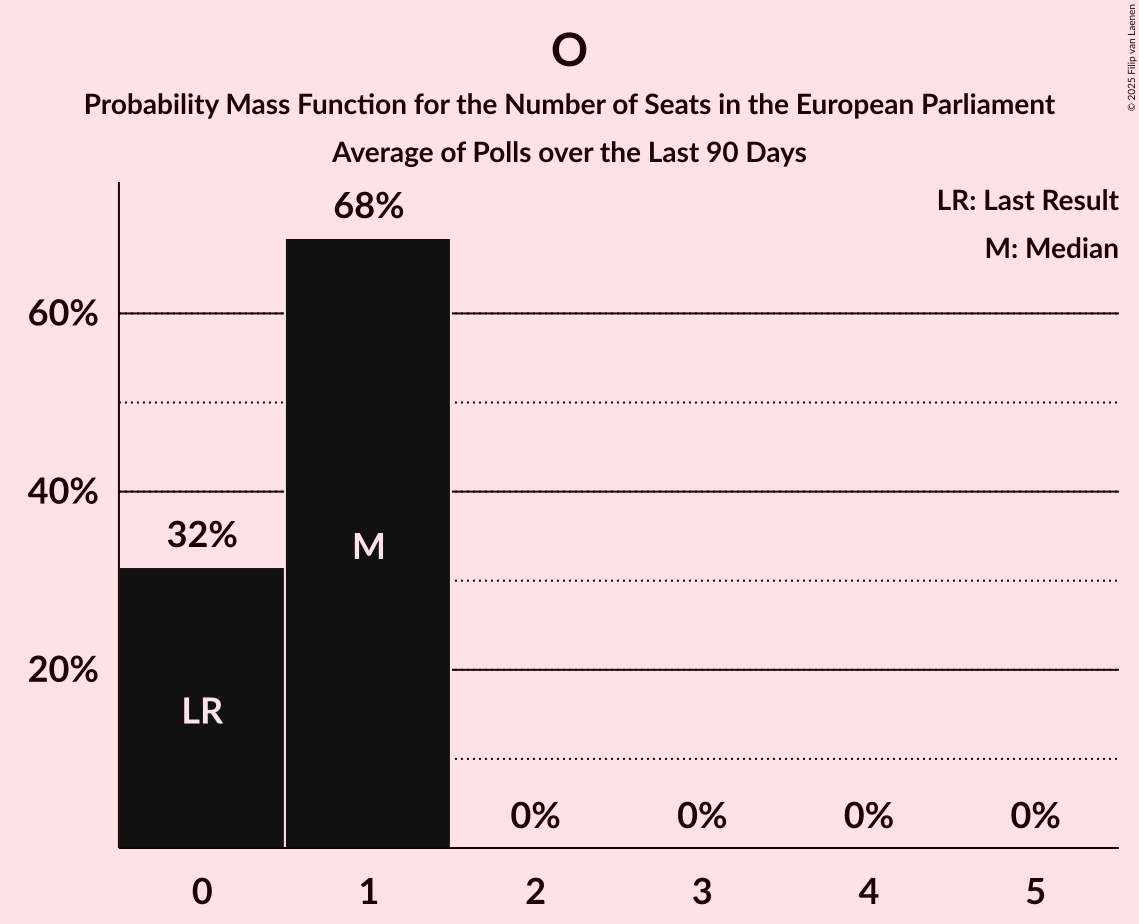 O
Probability Mass Function for the Number of Seats in the European Parliament
Average of Polls over the Last 90 Days
© 2025 Filip van Laenen
LR: Last Result
M: Median
68%
60%
40%
32%
M
20%
LR
0% 0% 0% 0%
0 1 2 3 4 5